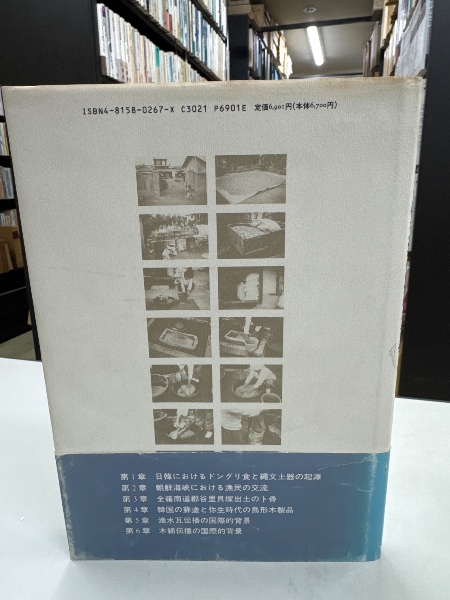 ISBN4-8158-0267-X C3021 P6901E 定価6,901円(本体6,700円)
第1章 日韓におけるドングリ食と縄文土器の起源
第2章 朝鮮海峡における漁民の交流
第3章 全羅南道郡谷里貝塚出土の卜骨
第4章 韓国の蘇塗と弥生時代の鳥形木製品
第5章 滴水瓦伝播の国際的背景
第6章 木綿伝播の国際的背景